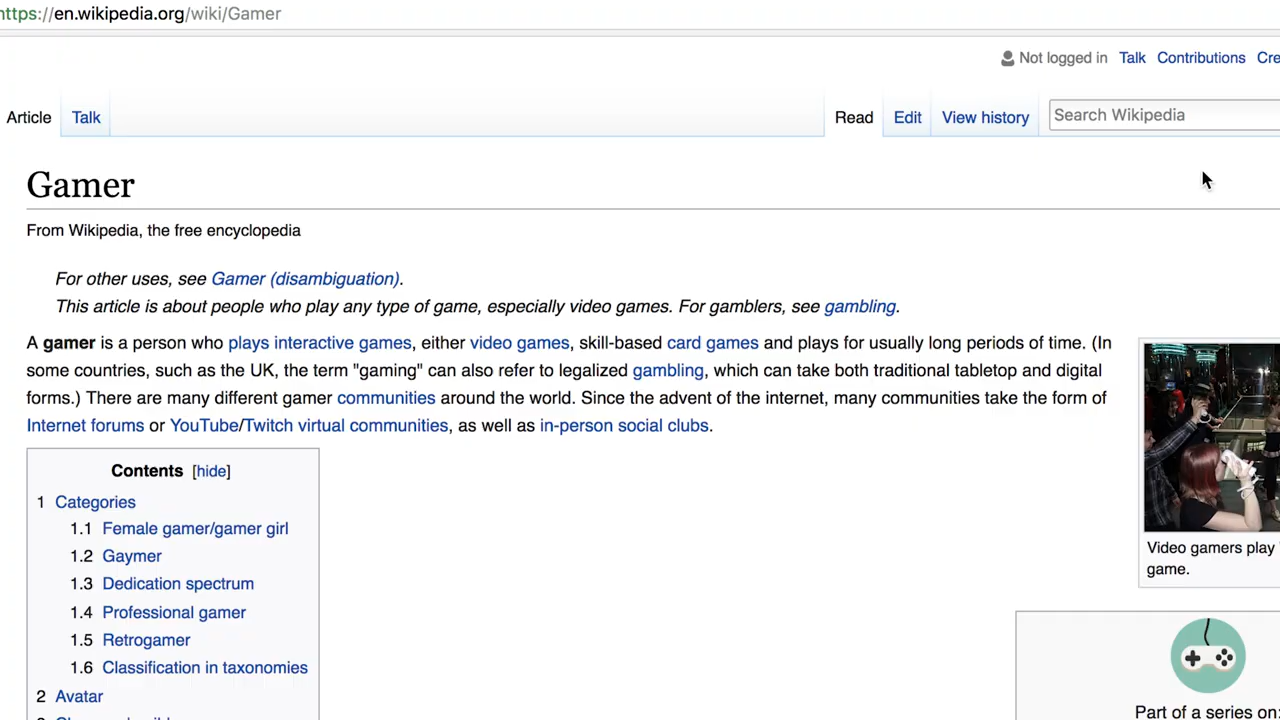 https://en.wikipedia.org/wiki/Gamer
Not logged in Talk Contributions Cre
Article Talk Read Edit View history Search Wikipedia
Gamer
From Wikipedia, the free encyclopedia
For other uses, see Gamer (disambiguation).
This article is about people who play any type of game, especially video games. For gamblers, see gambling.
A gamer is a person who plays interactive games, either video games, skill-based card games and plays for usually long periods of time. (In
some countries, such as the UK, the term "gaming" can also refer to legalized gambling, which can take both traditional tabletop and digital
forms.) There are many different gamer communities around the world. Since the advent of the internet, many communities take the form of
Internet forums or YouTube/Twitch virtual communities, as well as in-person social clubs.
Contents [hide]
1 Categories
1.1 Female gamer/gamer girl
1.2 Gaymer
1.3 Dedication spectrum
1.4 Professional gamer
1.5 Retrogamer
1.6 Classification in taxonomies
2 Avatar
Video gamers play
game.
Part of a series on: